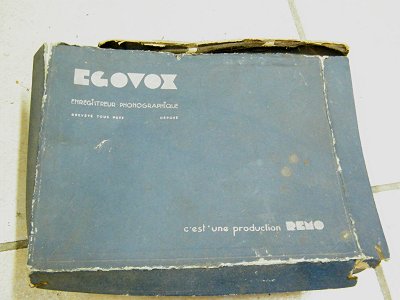 EGOVOX
ENREGISTREUR PHONOGRAPHIQUE
BREVETÉ TOUS PAYS DÉPOSÉ
c'est une production REMO